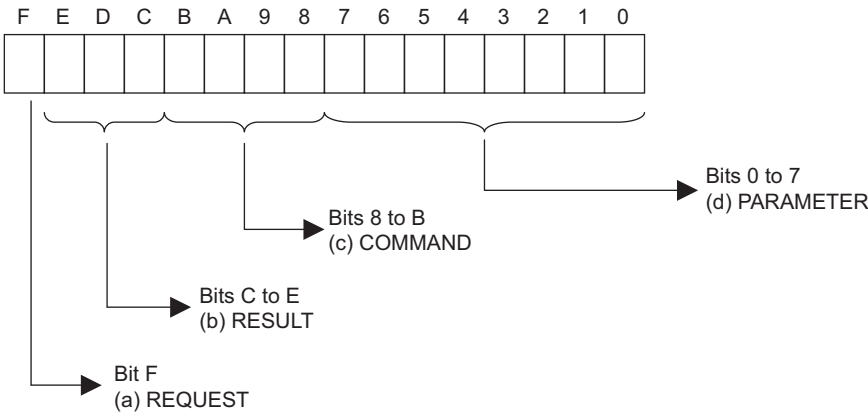 F E D C B A 9 8 7 6 5 4 3 2 1 0
Bits 0 to 7
(d) PARAMETER
Bits 8 to B
(c) COMMAND
Bits C to E
(b) RESULT
Bit F
(a) REQUEST